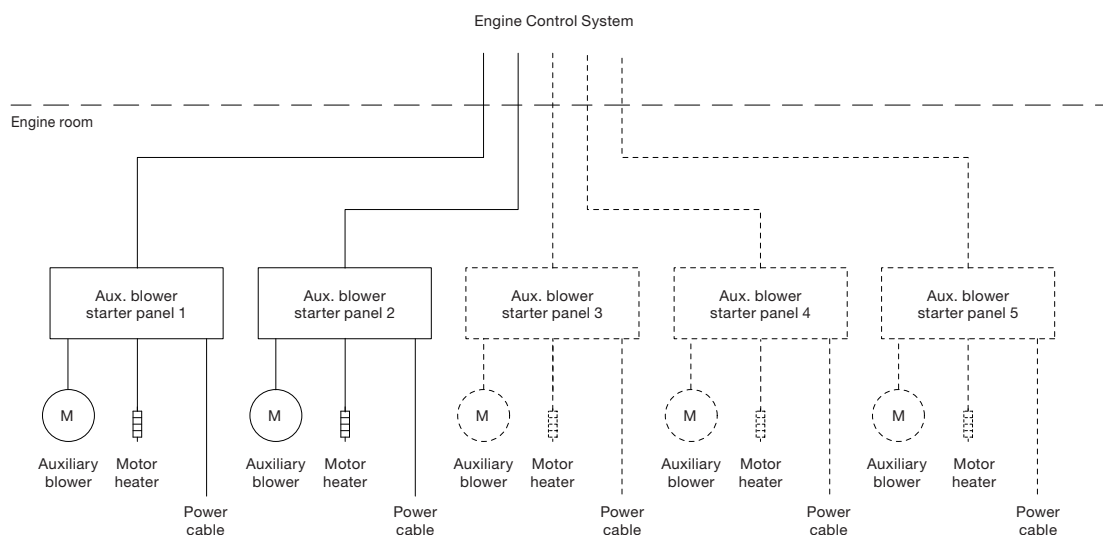 Engine Control System
Engine room
Aux. blower
starter panel 1
Aux. blower
starter panel 2
Aux. blower
starter panel 3
Aux. blower
starter panel 4
Aux. blower
starter panel 5
M
M
M
M
M
Auxiliary
blower
Motor
heater
Auxiliary
blower
Motor
heater
Auxiliary
blower
Motor
heater
Auxiliary
blower
Motor
heater
Auxiliary
blower
Motor
heater
Power
cable
Power
cable
Power
cable
Power
cable
Power
cable